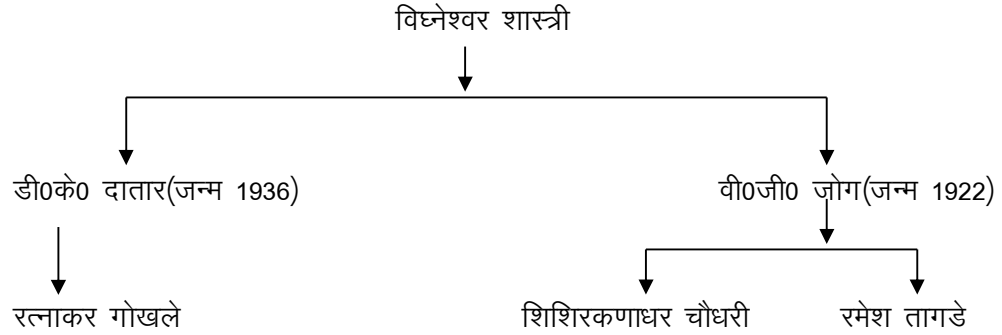 विघ्नेश्वर शास्त्री
डी0के0 दातार(जन्म 1936) वी0जी0 जोग(जन्म 1922)
रत्नाकर गोखले शिशिरकणाधर चौधरी रमेश तागडे